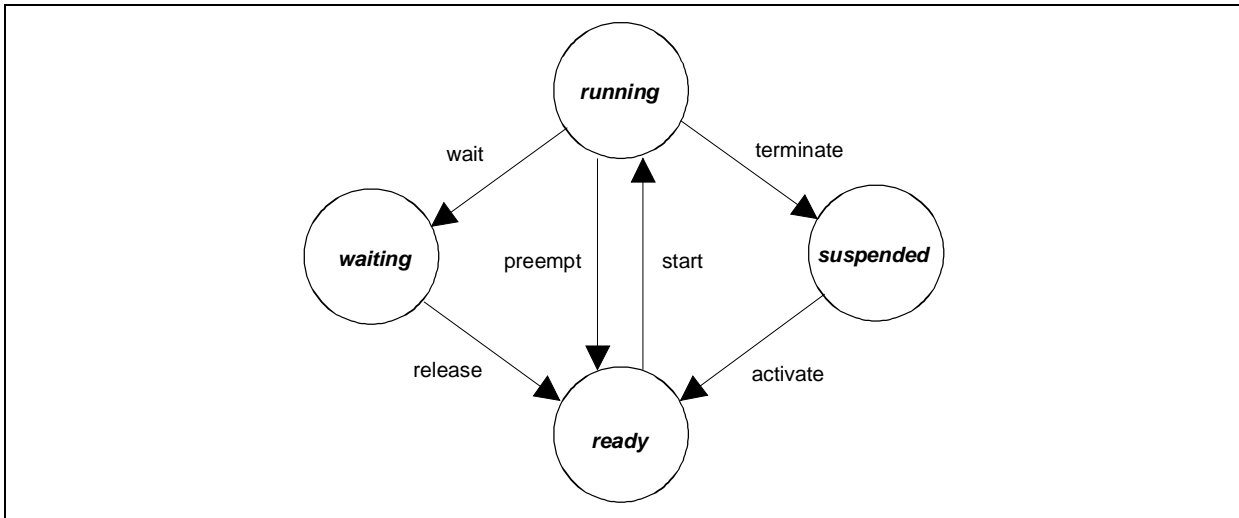 running
wait
terminate
waiting
preempt
start
suspended
release
activate
ready